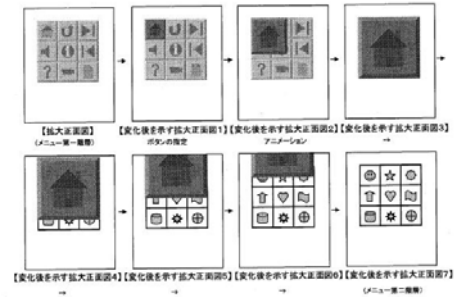 【拡大正面図】
(メニュー第一階層)
【変化後を示す拡大正面図1】
ボタンの指定
【変化後を示す拡大正面図2】
アニメーション
【変化後を示す拡大正面図3】
→
【変化後を示す拡大正面図4】
→
【変化後を示す拡大正面図5】
→
【変化後を示す拡大正面図6】
→
【変化後を示す拡大正面図7】
(メニュー第二階層)